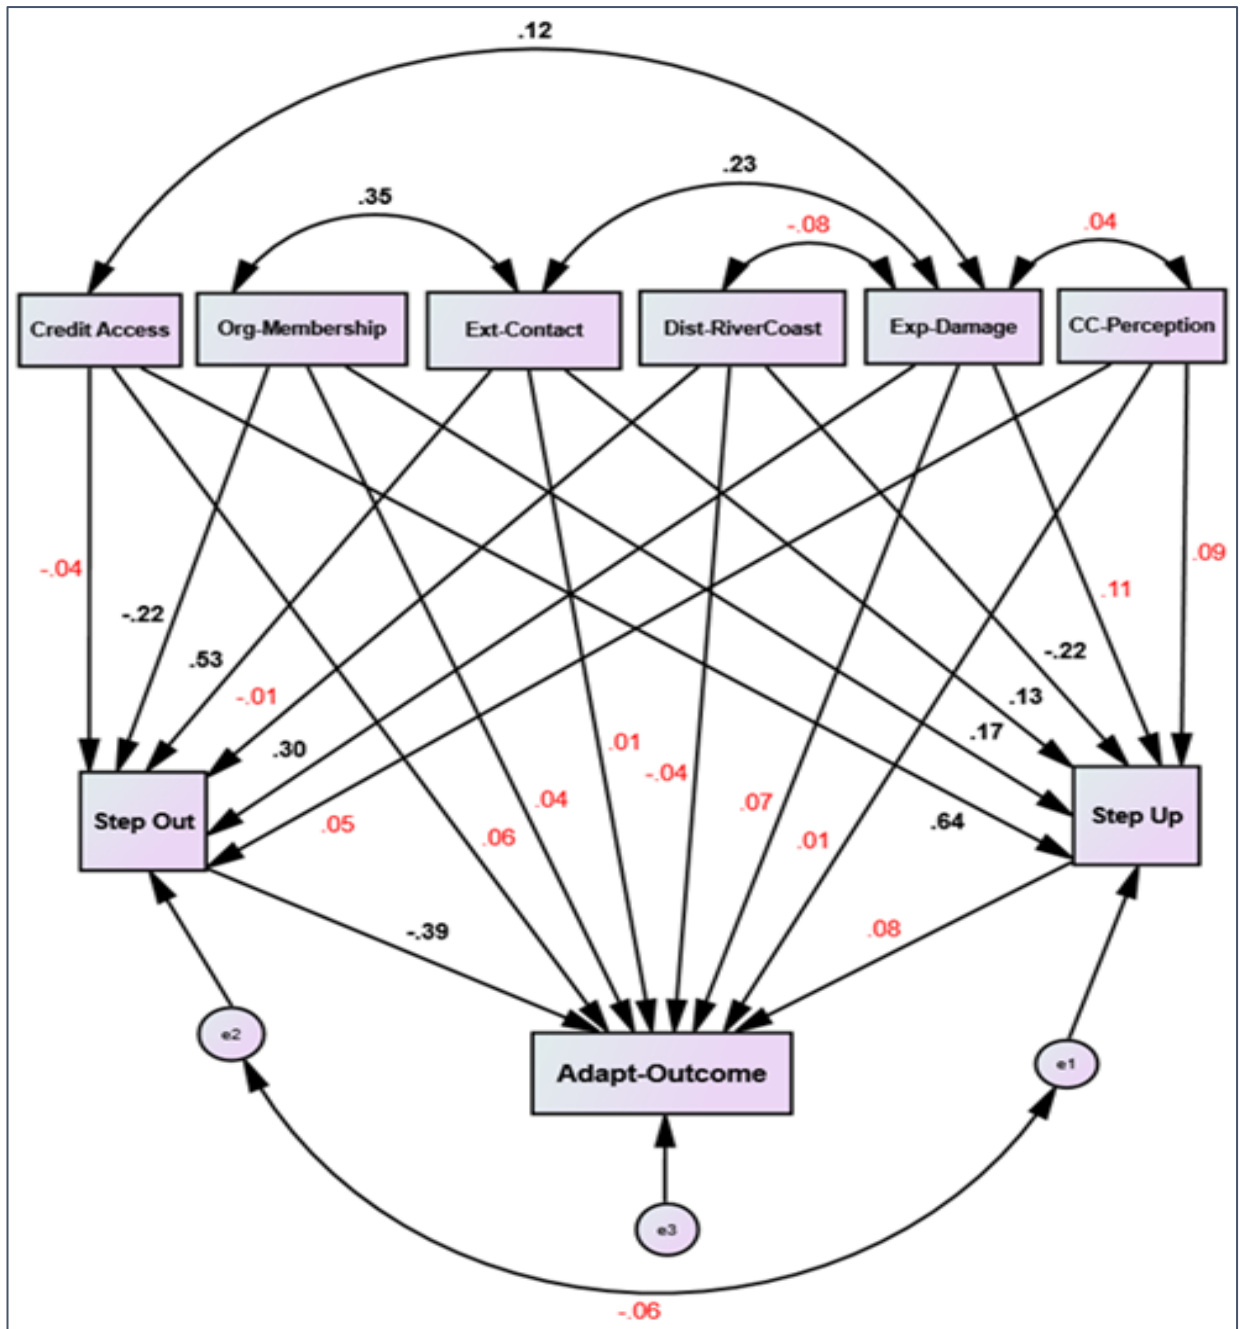 .12
.23
.35
-.08
.04
Credit Access
Org-Membership
Ext-Contact
Dist-RiverCoast
Exp-Damage
CC-Perception
-.04
.09
.11
-.22
-.22
.53
-.01
.13
.30
.17
.01
-.04
.04
.07
.05
.06
.01
.64
Step Out
Step Up
-.39
.08
e2
e1
Adapt-Outcome
e3
-.06